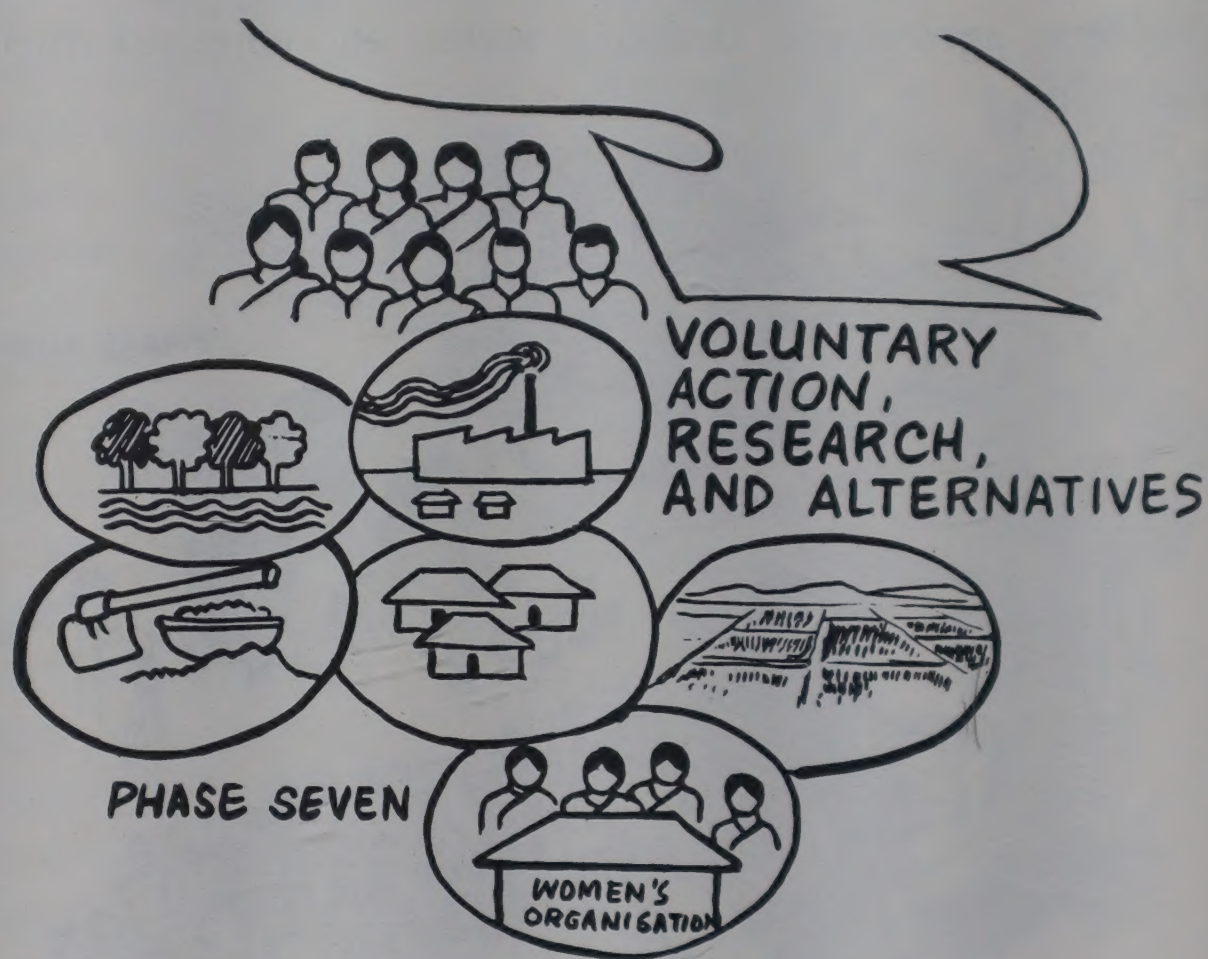 VOLUNTARY
ACTION,
RESEARCH,
AND ALTERNATIVES
PHASE SEVEN
WOMEN'S
ORGANISATION